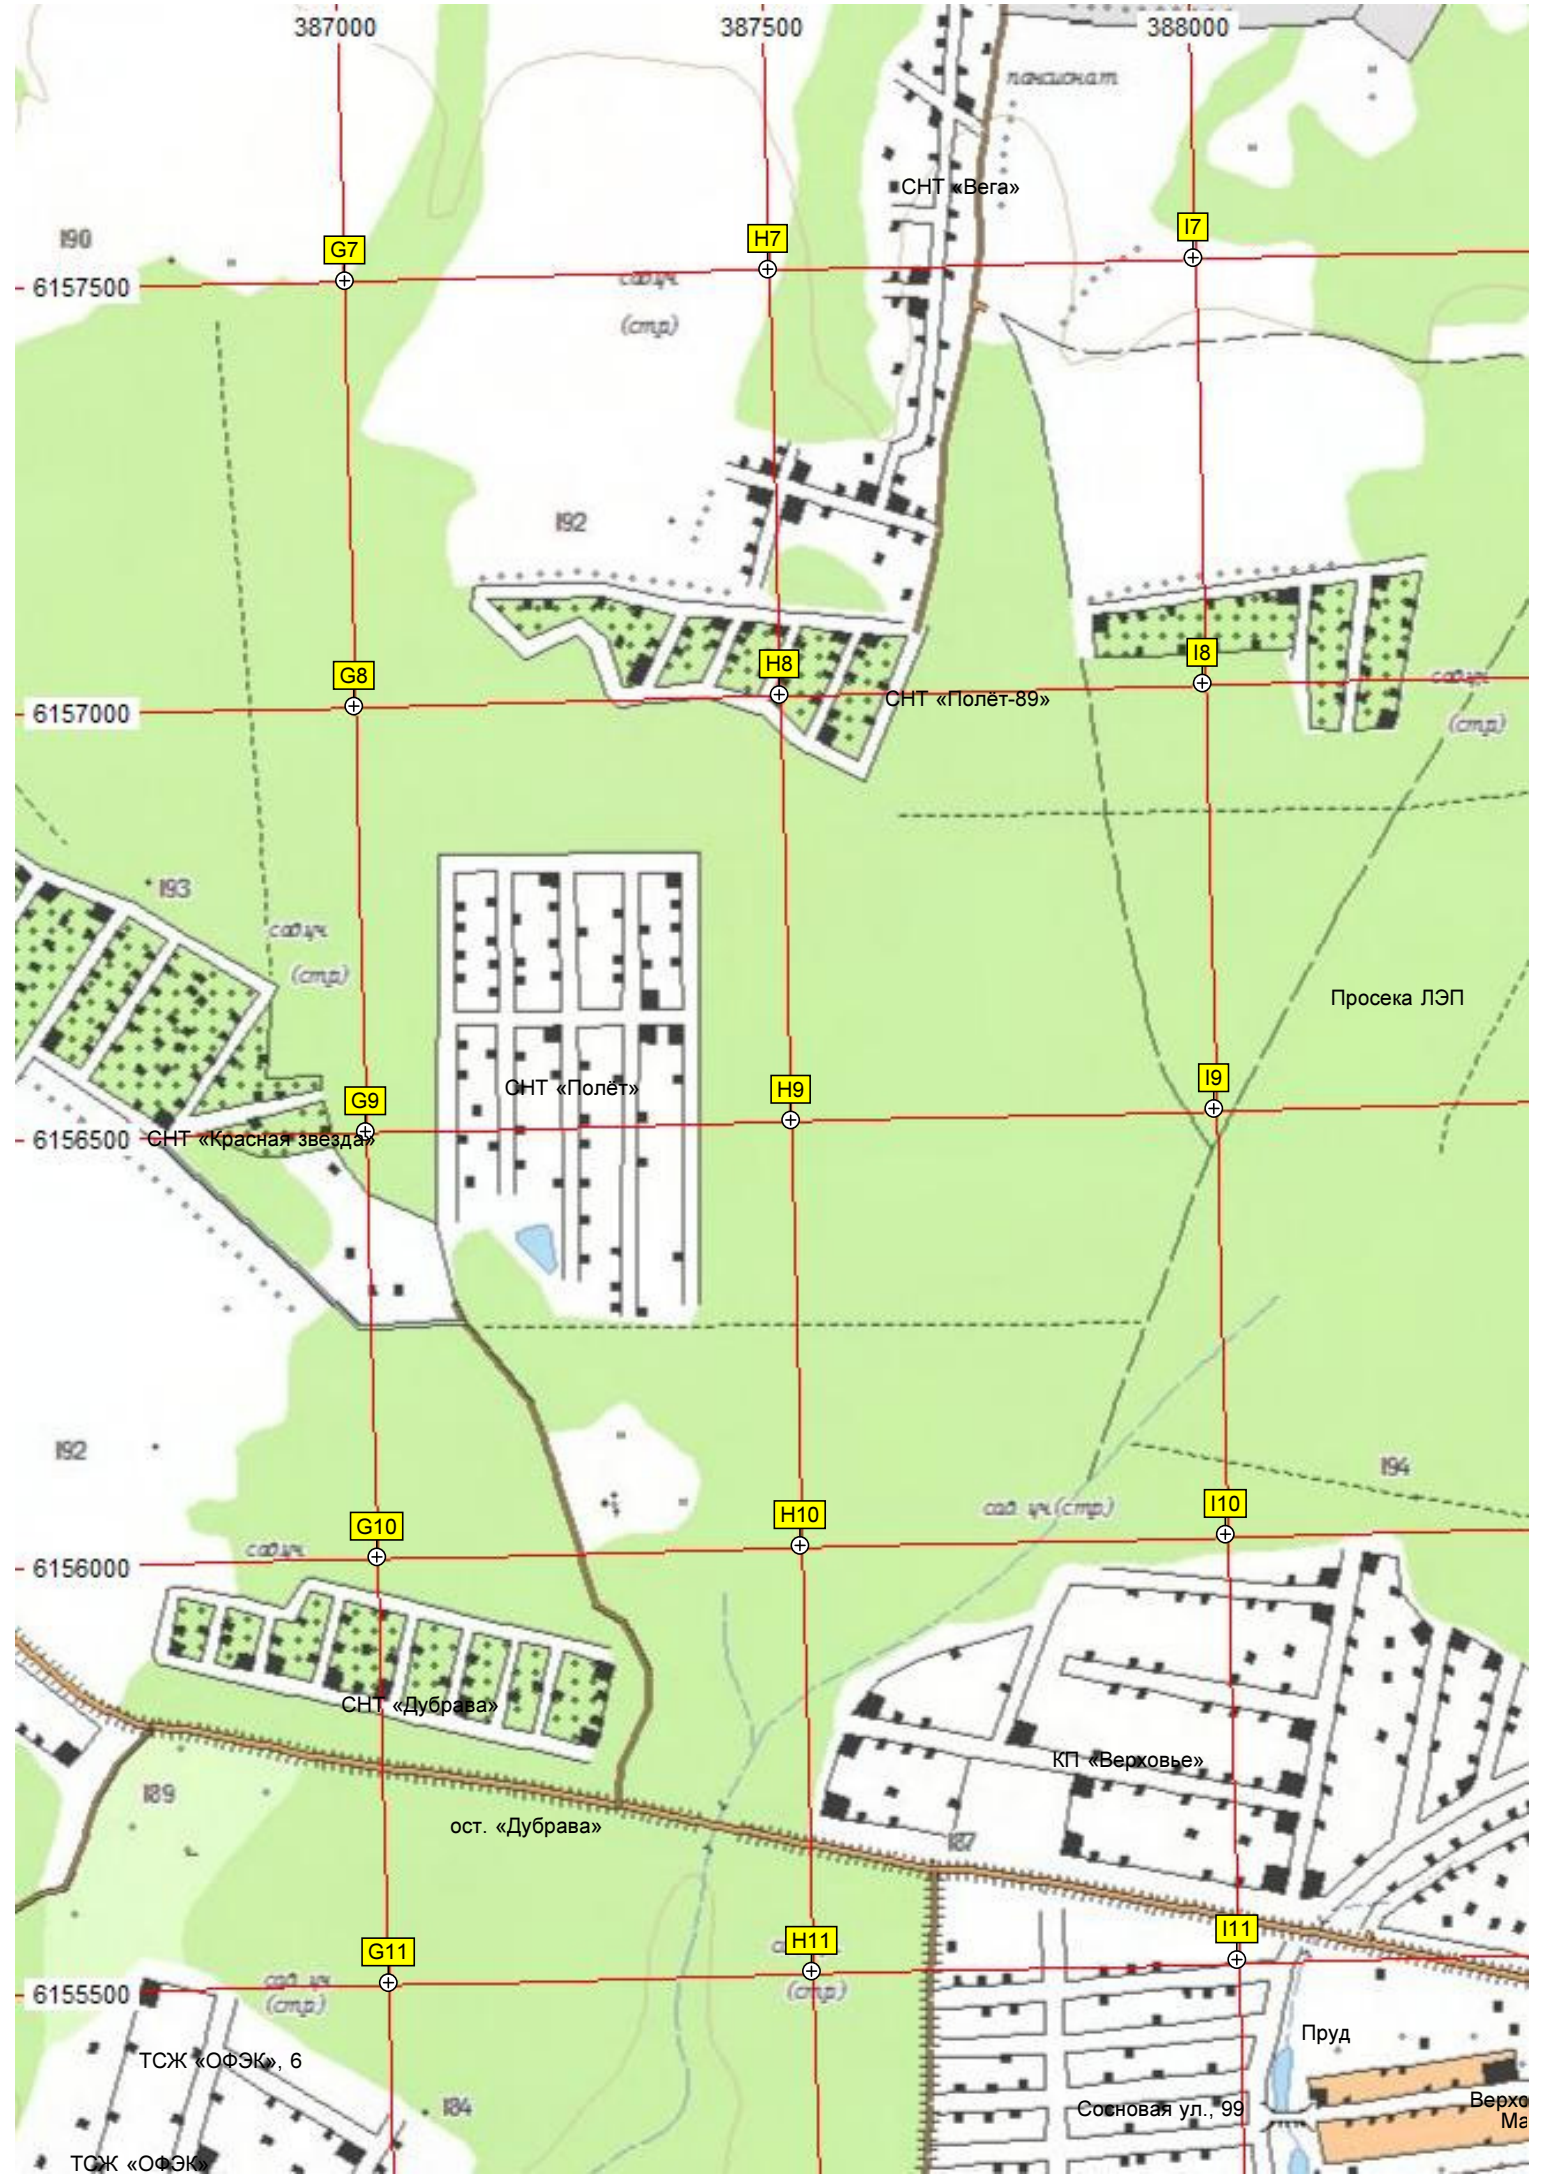 387000 387500 388000
пансионат
СНТ «Вега»
190
G7 H7 I7
6157500
сад.уч.
(стр)
192
G8 H8 I8
6157000
СНТ «Полёт-89»
сад.уч.
(стр)
193
сад.уч.
(стр)
Просека ЛЭП
СНТ «Полёт»
G9 H9 I9
6156500
СНТ «Красная звезда»
192
194
сад. уч.(стр)
G10 H10 I10
сад.уч.
6156000
СНТ «Дубрава»
КП «Верховье»
189
ост. «Дубрава»
187
G11 H11 I11
сад. уч.
(стр)
(стр)
6155500
Пруд
ТСЖ «ОФЭК», 6
184
Сосновая ул., 99
Верхо
Ма
ТСЖ «ОФЭК»